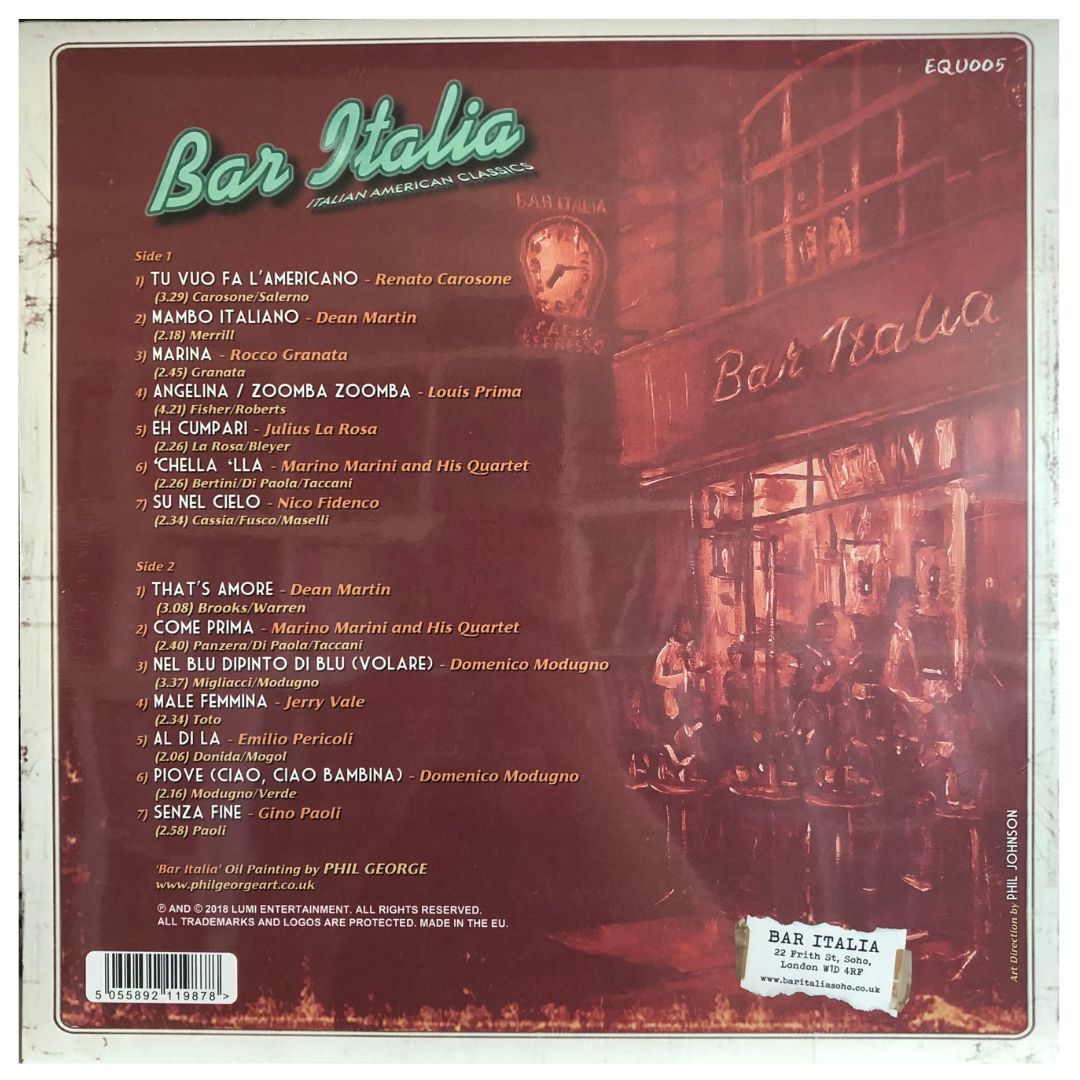 EQU005
Bar Italia
ITALIAN AMERICAN CLASSICS
BAR ITALIA
CAFFE
ESPRESSO
Bar Italia
Side 1
1) TU VUO FA L'AMERICANO - Renato Carosone
(3.29) Carosone/Salerno
2) MAMBO ITALIANO - Dean Martin
(2.18) Merrill
3) MARINA - Rocco Granata
(2.45) Granata
4) ANGELINA / ZOOMBA ZOOMBA - Louis Prima
(4.21) Fisher/Roberts
5) EH CUMPARI - Julius La Rosa
(2.26) La Rosa/Bleyer
6) ‘CHELLA ‘LLA - Marino Marini and His Quartet
(2.26) Bertini/Di Paola/Taccani
7) SU NEL CIELO - Nico Fidenco
(2.34) Cassia/Fusco/Maselli
Side 2
1) THAT'S AMORE - Dean Martin
(3.08) Brooks/Warren
2) COME PRIMA - Marino Marini and His Quartet
(2.40) Panzera/Di Paola/Taccani
3) NEL BLU DIPINTO DI BLU (VOLARE) - Domenico Modugno
(3.37) Migliacci/Modugno
4) MALE FEMMINA - Jerry Vale
(2.34) Toto
5) AL DI LA - Emilio Pericoli
(2.06) Donida/Mogol
6) PIOVE (CIAO, CIAO BAMBINA) - Domenico Modugno
(2.16) Modugno/Verde
7) SENZA FINE - Gino Paoli
(2.58) Paoli
'Bar Italia' Oil Painting by PHIL GEORGE
www.philgeorgeart.co.uk
℗ AND © 2018 LUMI ENTERTAINMENT. ALL RIGHTS RESERVED.
ALL TRADEMARKS AND LOGOS ARE PROTECTED. MADE IN THE EU.
5 055892 119878 >
BAR ITALIA
22 Frith St, Soho,
London W1D 4RF
www.baritaliasoho.co.uk
Art Direction by PHIL JOHNSON